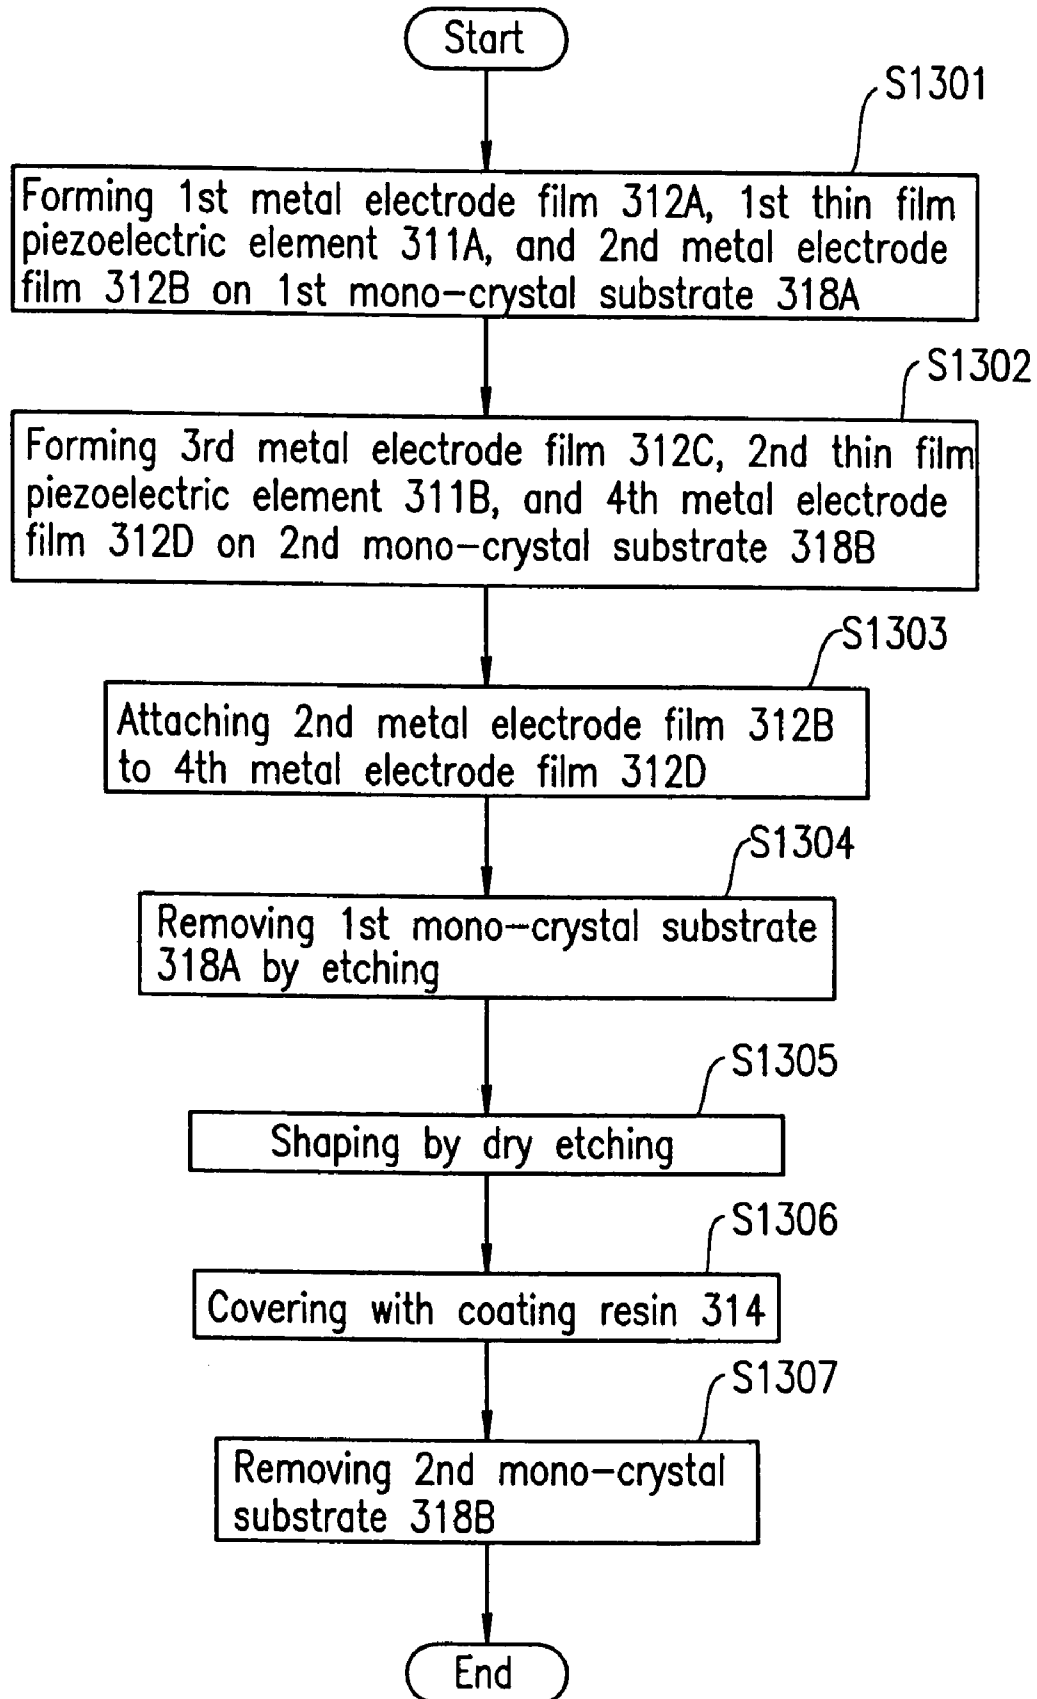 Start
S1301
Forming 1st metal electrode film 312A, 1st thin film
piezoelectric element 311A, and 2nd metal electrode
film 312B on 1st mono-crystal substrate 318A
S1302
Forming 3rd metal electrode film 312C, 2nd thin film
piezoelectric element 311B, and 4th metal electrode
film 312D on 2nd mono-crystal substrate 318B
S1303
Attaching 2nd metal electrode film 312B
to 4th metal electrode film 312D
S1304
Removing 1st mono-crystal substrate
318A by etching
S1305
Shaping by dry etching
S1306
Covering with coating resin 314
S1307
Removing 2nd mono-crystal
substrate 318B
End